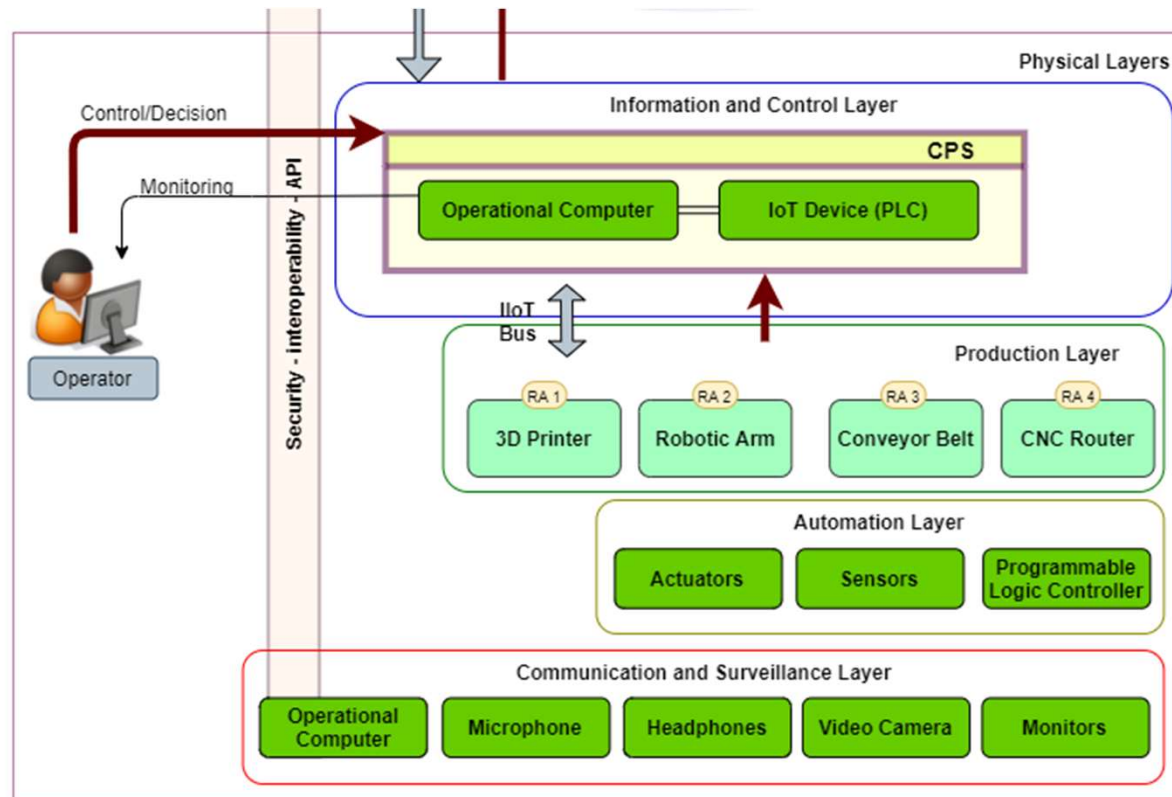 Physical Layers
Information and Control Layer
Control/Decision
CPS
Monitoring
Operational Computer
IoT Device (PLC)
Security - interoperability - API
Operator
IIoT
Bus
Production Layer
RA 1
RA 2
RA 3
RA 4
3D Printer
Robotic Arm
Conveyor Belt
CNC Router
Automation Layer
Actuators
Sensors
Programmable
Logic Controller
Communication and Surveillance Layer
Operational
Computer
Microphone
Headphones
Video Camera
Monitors